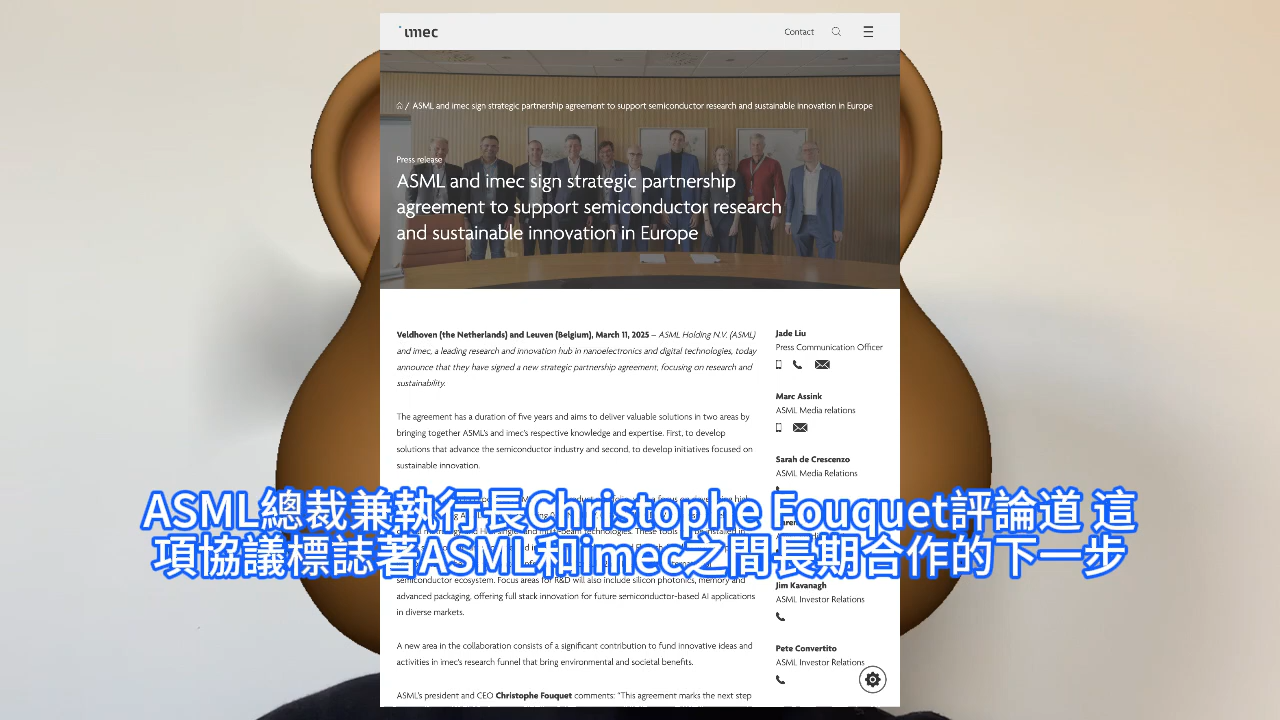 imec
Contact
/ ASML and imec sign strategic partnership agreement to support semiconductor research and sustainable innovation in Europe
Press release
ASML and imec sign strategic partnership
agreement to support semiconductor research
and sustainable innovation in Europe
Veldhoven (the Netherlands) and Leuven (Belgium), March 11, 2025 – ASML Holding N.V. (ASML)
and imec, a leading research and innovation hub in nanoelectronics and digital technologies, today
announce that they have signed a new strategic partnership agreement, focusing on research and
sustainability.
The agreement has a duration of five years and aims to deliver valuable solutions in two areas by
bringing together ASML's and imec's respective knowledge and expertise. First, to develop
solutions that advance the semiconductor industry and second, to develop initiatives focused on
sustainable innovation.
ASML總裁兼執行長Christophe Fouquet評論道 這
項協議標誌著ASML和imec之間長期合作的下一步
semiconductor ecosystem. Focus areas for R&D will also include silicon photonics, memory and
advanced packaging, offering full stack innovation for future semiconductor-based AI applications
in diverse markets.
A new area in the collaboration consists of a significant contribution to fund innovative ideas and
activities in imec's research funnel that bring environmental and societal benefits.
ASML's president and CEO Christophe Fouquet comments: "This agreement marks the next step
Jade Liu
Press Communication Officer
Marc Assink
ASML Media relations
Sarah de Crescenzo
ASML Media Relations
Jim Kavanagh
ASML Investor Relations
Pete Convertito
ASML Investor Relations